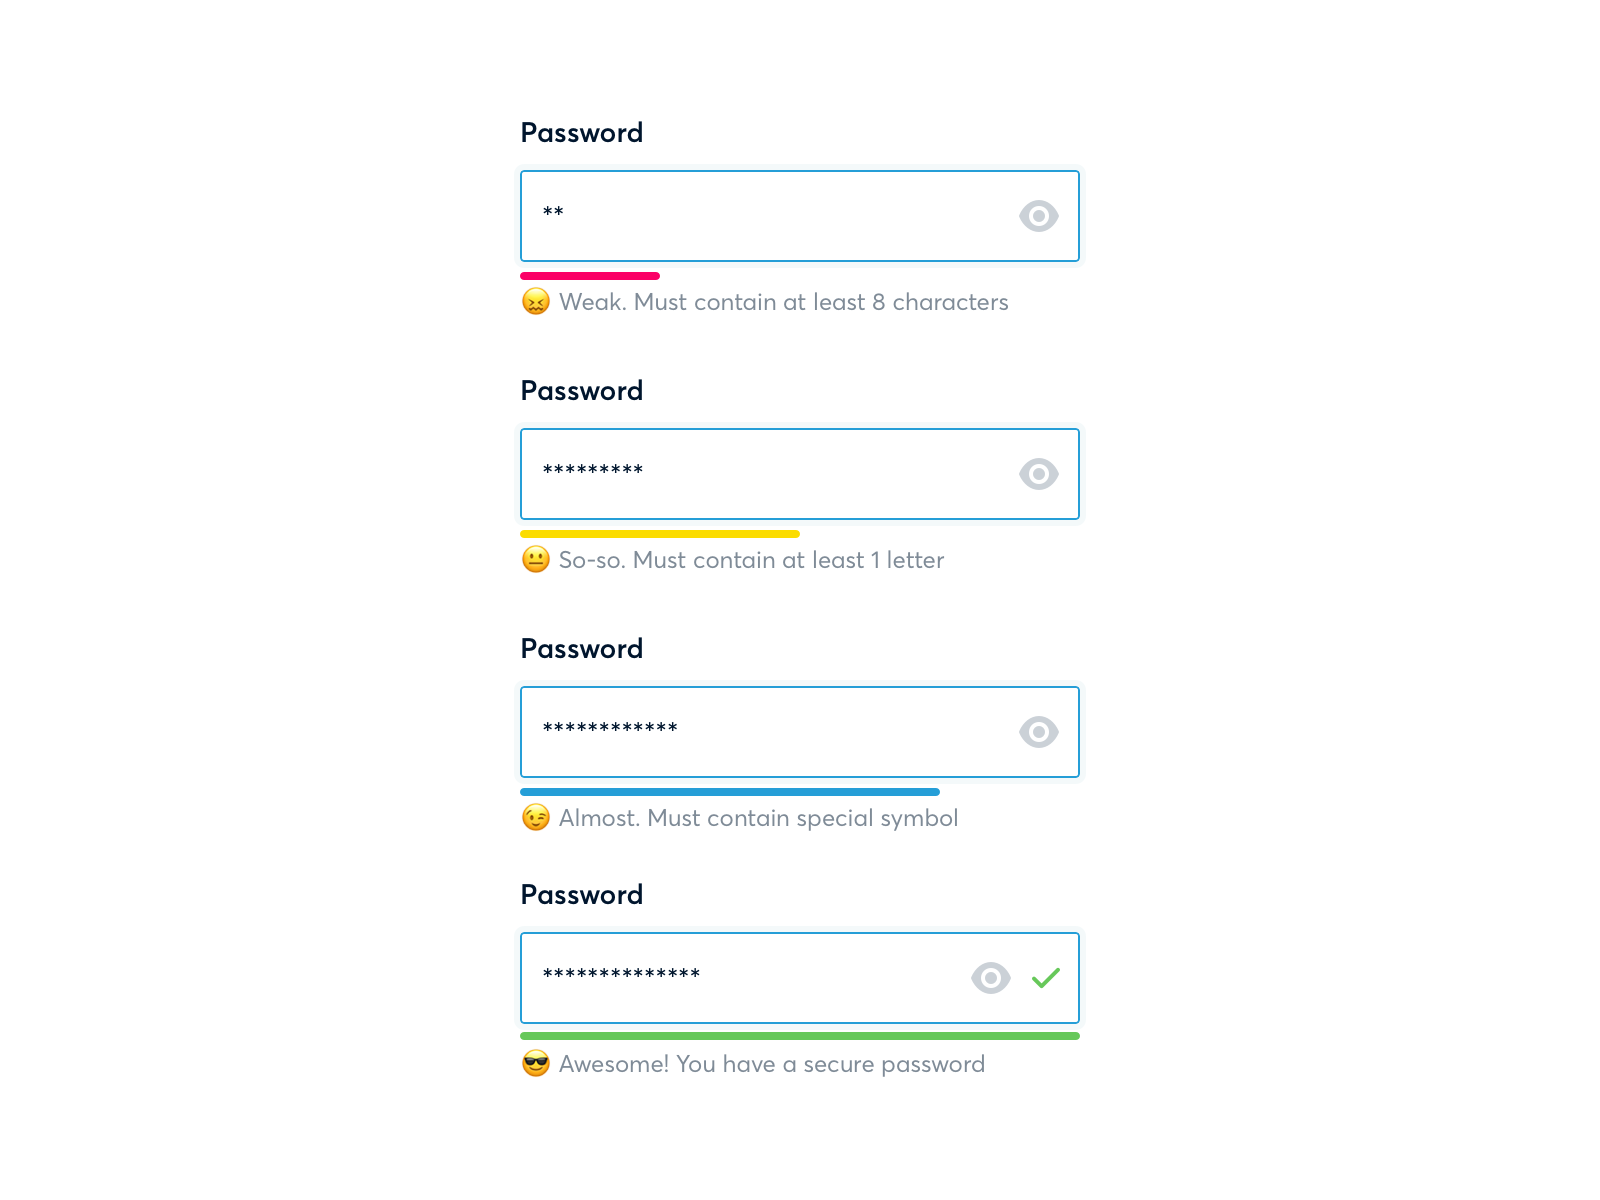 Password
**
😖 Weak. Must contain at least 8 characters
Password
*********
😐 So-so. Must contain at least 1 letter
Password
************
😉 Almost. Must contain special symbol
Password
**************
😎 Awesome! You have a secure password